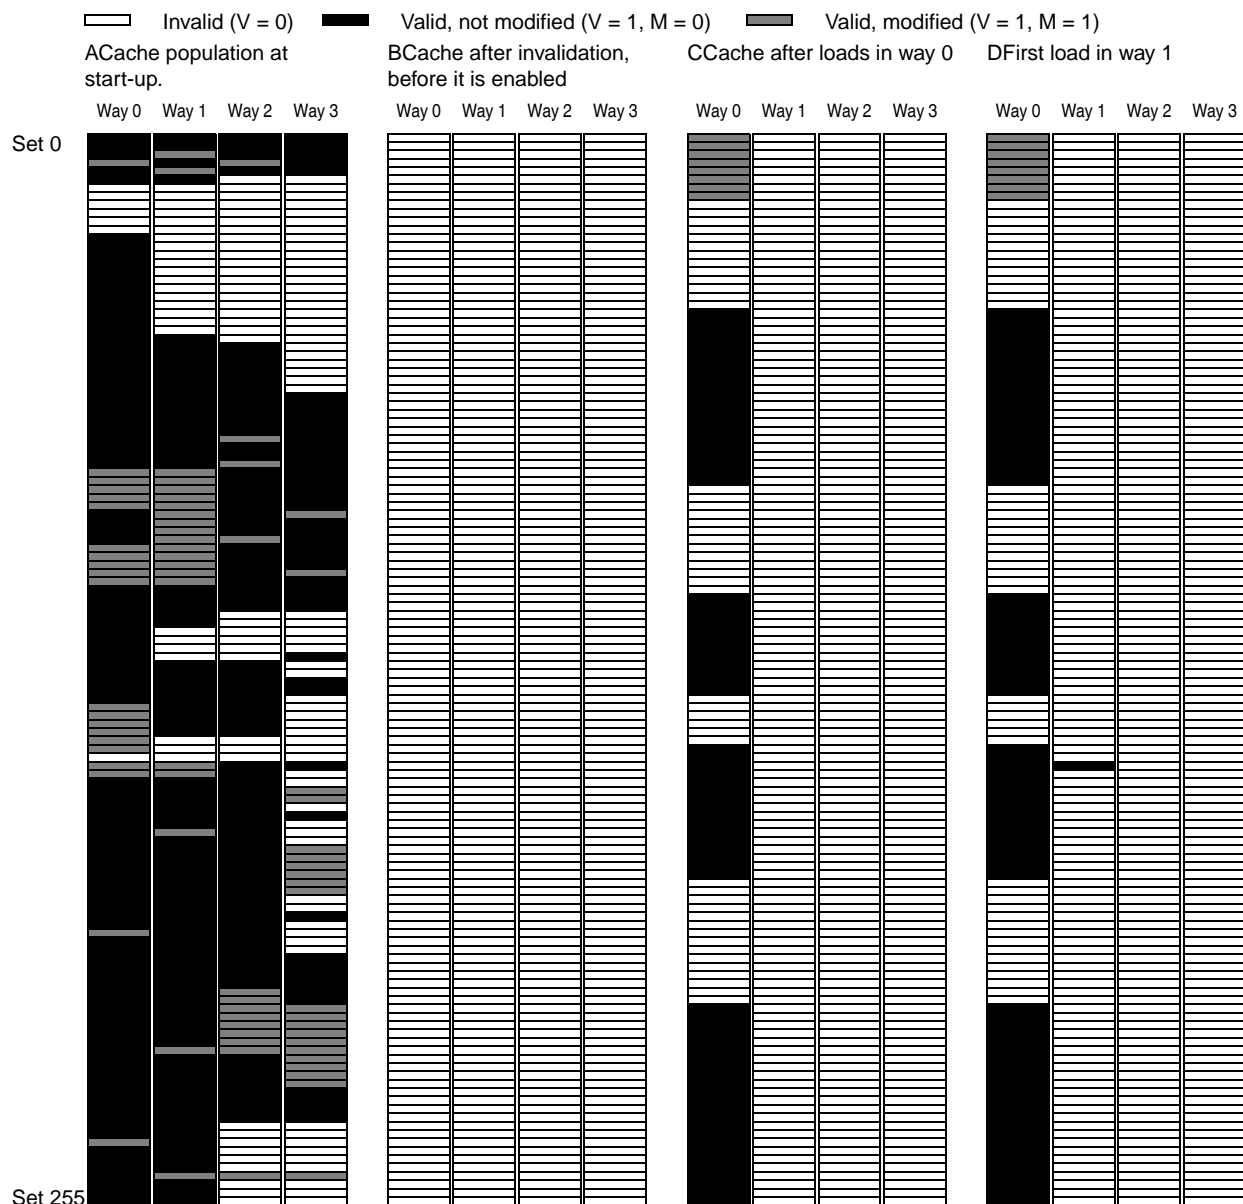 Invalid (V = 0) Valid, not modified (V = 1, M = 0) Valid, modified (V = 1, M = 1)
ACache population at
start-up.
BCache after invalidation,
before it is enabled
CCache after loads in way 0
DFirst load in way 1
Way 0 Way 1 Way 2 Way 3
Way 0 Way 1 Way 2 Way 3
Way 0 Way 1 Way 2 Way 3
Way 0 Way 1 Way 2 Way 3
Set 0
Set 255